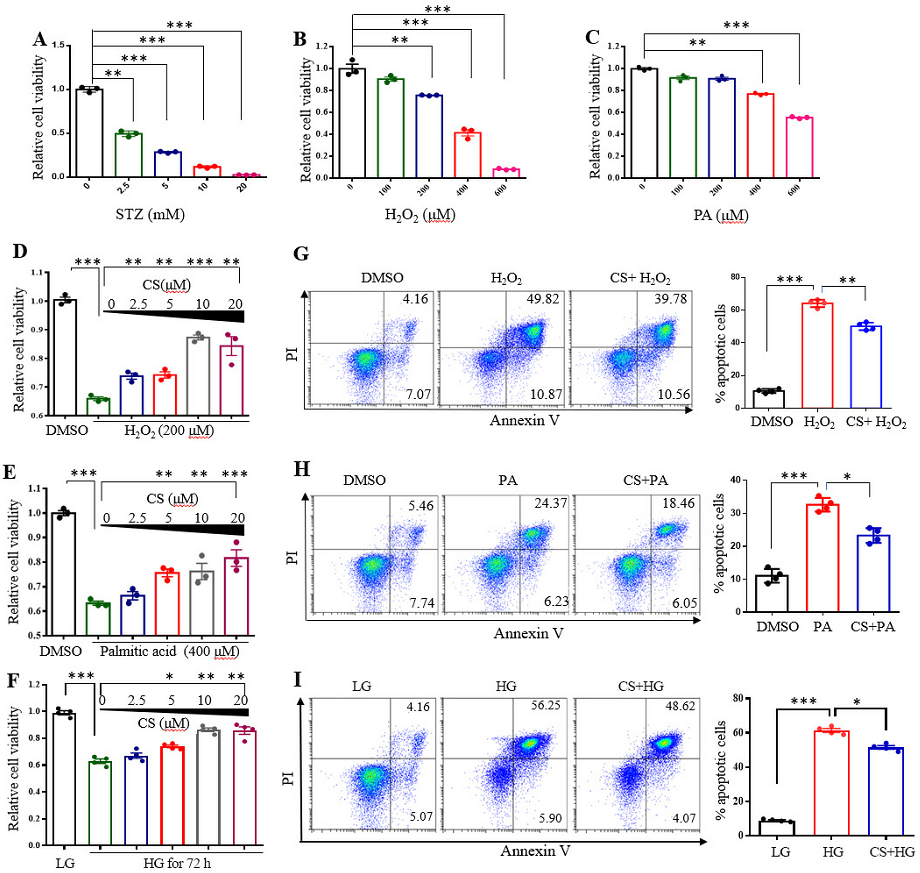 A
***
***
***
**
1.5
1.0
0.5
0.0
Relative cell viability
0
2.5
5
10
20
STZ (mM)
B
***
***
**
1.2
1.0
0.8
0.6
0.4
0.2
0.0
Relative cell viability
0
100
200
400
600
H₂O₂ (μM)
C
***
**
1.2
1.0
0.8
0.6
0.4
0.2
0.0
Relative cell viability
0
100
200
400
600
PA (μM)
D
*** ** ** *** **
CS(μM)
0 2.5 5 10 20
1.1
1.0
0.9
0.8
0.7
0.6
Relative cell viability
DMSO H₂O₂ (200 μM)
G
DMSO H₂O₂ CS+ H₂O₂
4.16 49.82 39.78
7.07 10.87 10.56
PI
Annexin V
*** **
80
60
40
20
0
% apoptotic cells
DMSO H₂O₂ CS+ H₂O₂
E
*** ** ** ***
CS (μM)
0 2.5 5 10 20
1.1
1.0
0.9
0.8
0.7
0.6
0.5
Relative cell viability
DMSO Palmitic acid (400 μM)
H
DMSO PA CS+PA
5.46 24.37 18.46
7.74 6.23 6.05
PI
Annexin V
*** *
40
30
20
10
0
% apoptotic cells
DMSO PA CS+PA
F
*** * ** **
0 2.5 5 10 20
CS (μM)
1.2
1.0
0.8
0.6
0.4
0.2
0.0
Relative cell viability
LG HG for 72 h
I
LG HG CS+HG
4.16 56.25 48.62
5.07 5.90 4.07
PI
Annexin V
*** *
80
60
40
20
0
% apoptotic cells
LG HG CS+HG